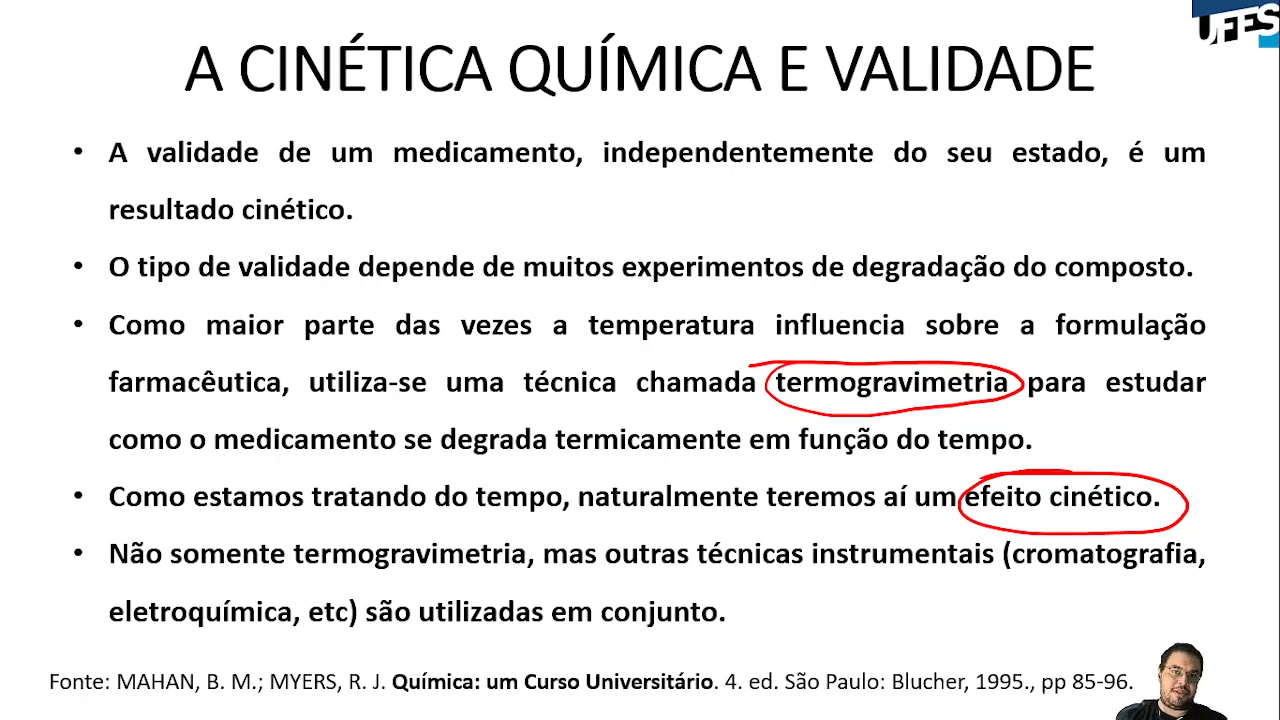 UFES
A CINÉTICA QUÍMICA E VALIDADE
• A validade de um medicamento, independentemente do seu estado, é um
resultado cinético.
• O tipo de validade depende de muitos experimentos de degradação do composto.
• Como maior parte das vezes a temperatura influencia sobre a formulação
farmacêutica, utiliza-se uma técnica chamada termogravimetria para estudar
como o medicamento se degrada termicamente em função do tempo.
• Como estamos tratando do tempo, naturalmente teremos aí um efeito cinético.
• Não somente termogravimetria, mas outras técnicas instrumentais (cromatografia,
eletroquímica, etc) são utilizadas em conjunto.
Fonte: MAHAN, B. M.; MYERS, R. J. Química: um Curso Universitário. 4. ed. São Paulo: Blucher, 1995., pp 85-96.